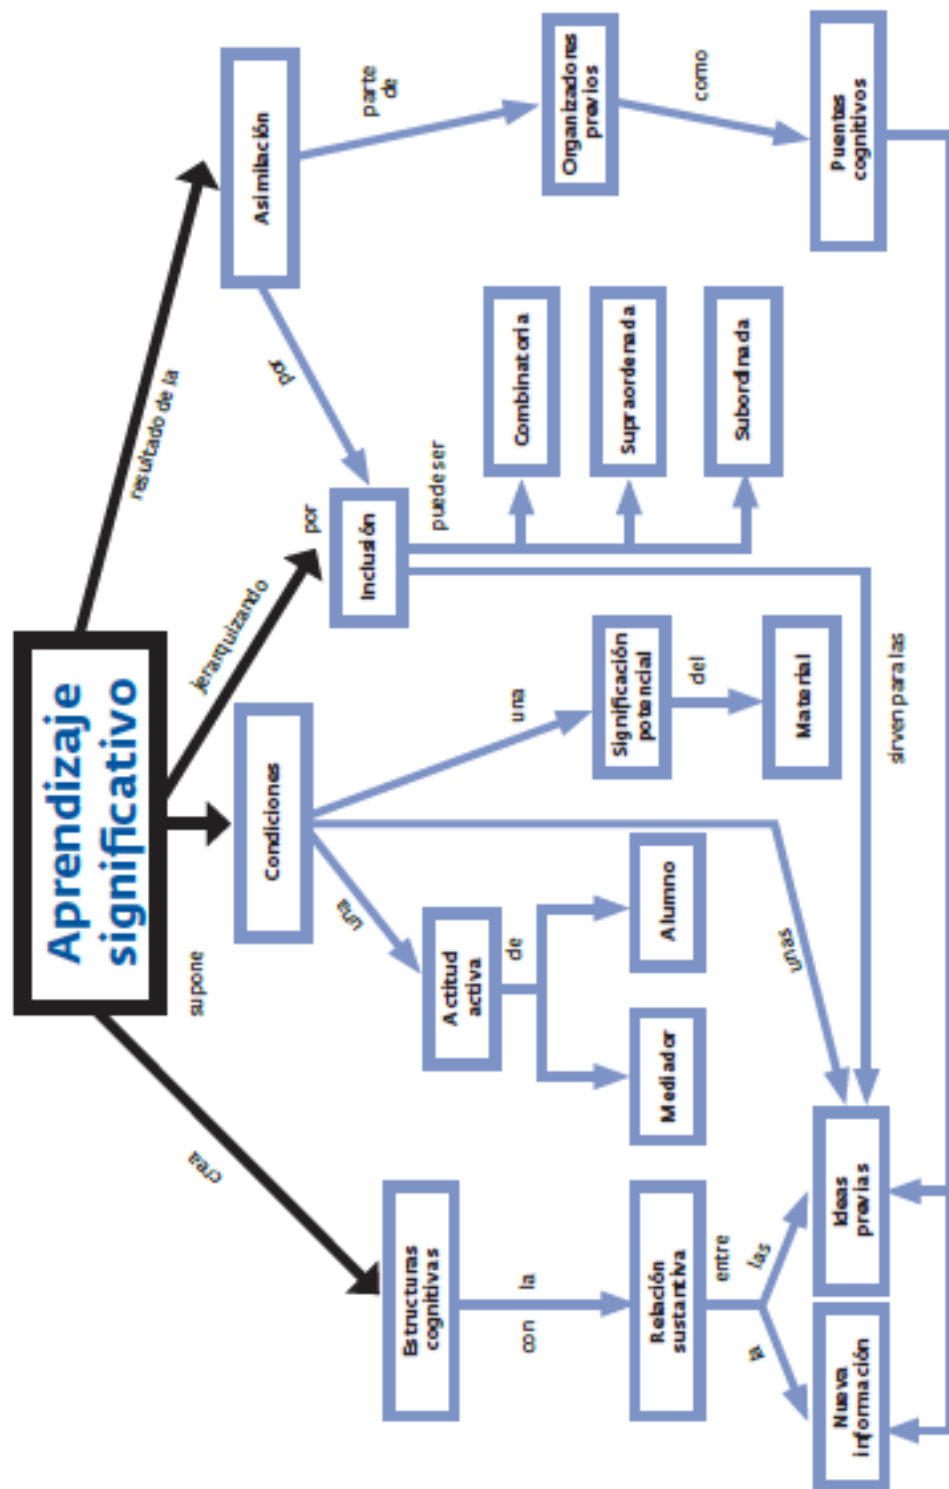 Aprendizaje
significativo
crea
supone
jerarquizando
resultado de la
Estructuras
cognitivas
Condiciones
por
Inclusión
Asimilación
por
parte
de
con
la
una
Actitud
activa
de
una
puede ser
Combinatoria
Supraordenada
Subordinada
Organizadores
previos
como
Relación
sustantiva
Mediador
Alumno
Significación
potencial
del
Material
Puentes
cognitivos
entre
la
las
unas
sirven para las
Nueva
información
Ideas
previas